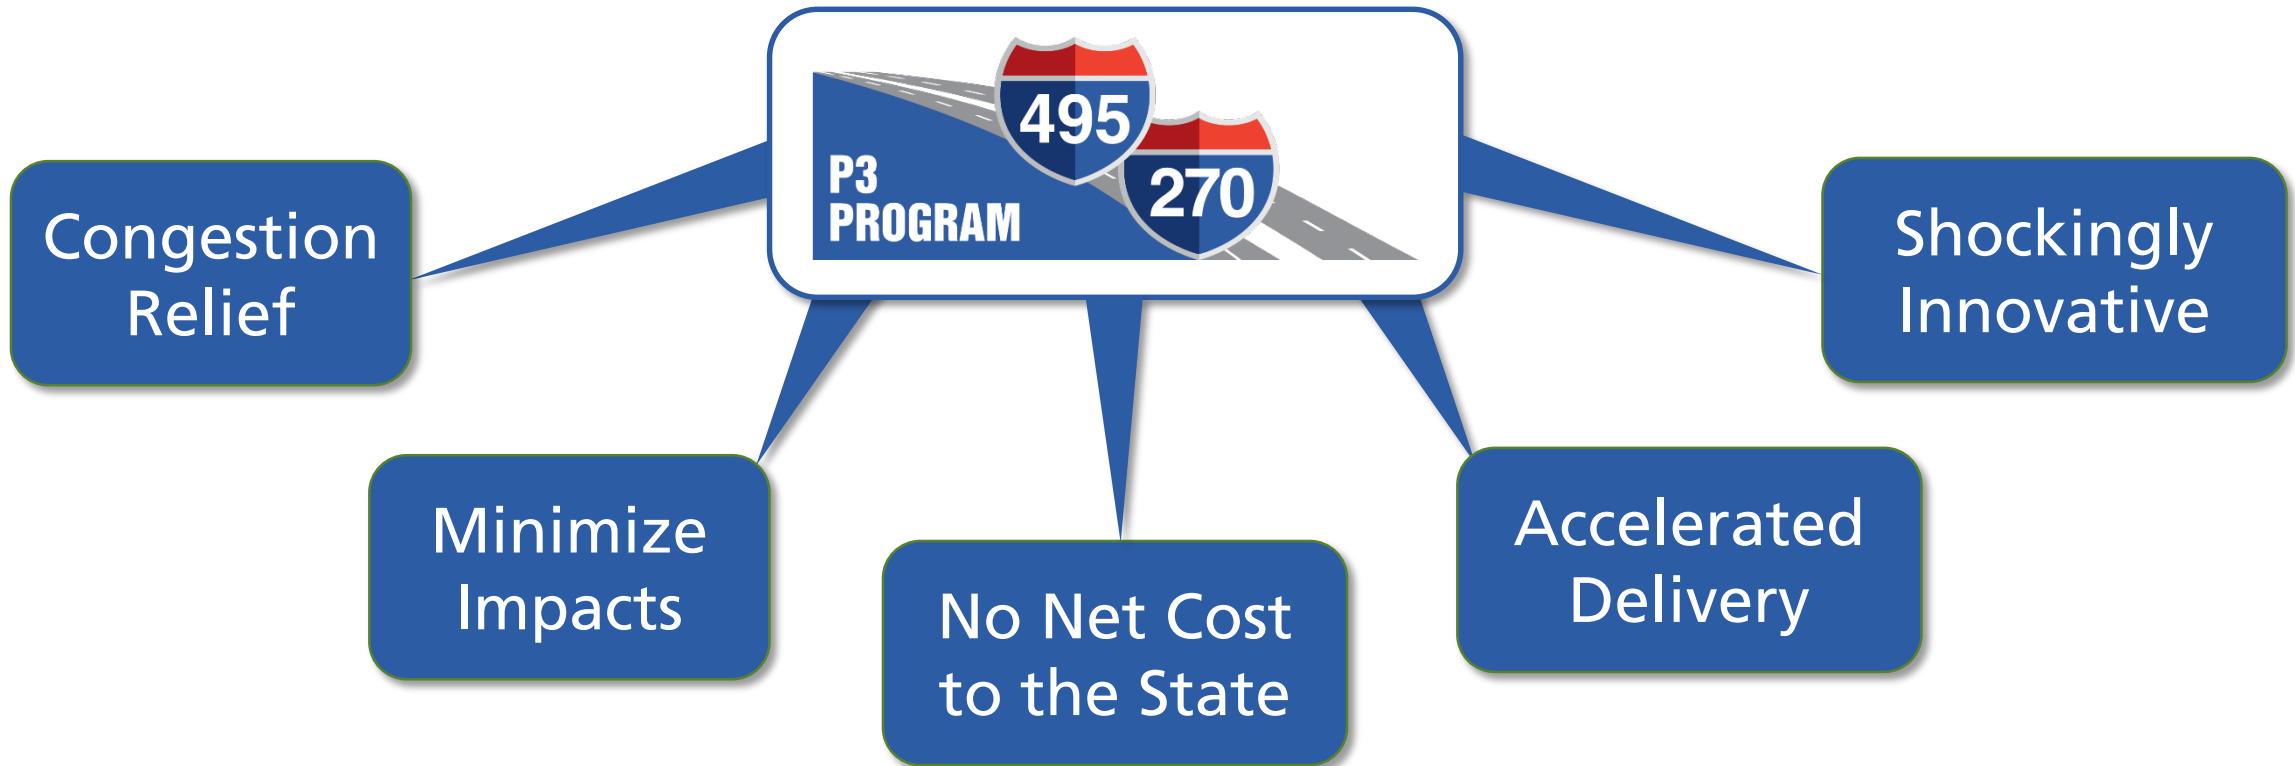 495
270
P3
PROGRAM
Congestion
Relief
Minimize
Impacts
No Net Cost
to the State
Accelerated
Delivery
Shockingly
Innovative